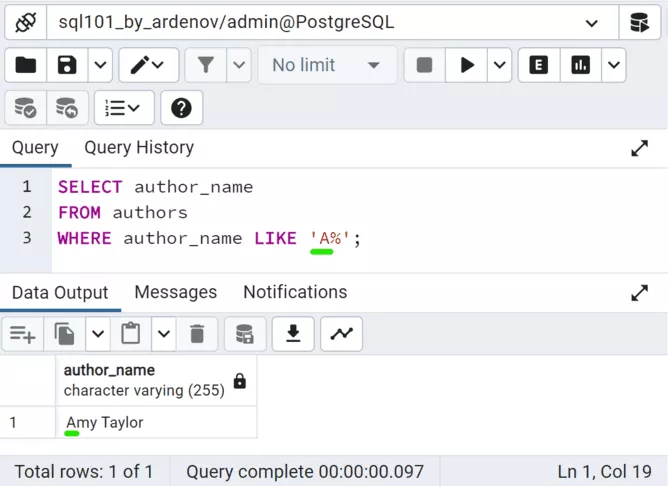 sql101_by_ardenov/admin@PostgreSQL
No limit
E
Query Query History
1 SELECT author_name
2 FROM authors
3 WHERE author_name LIKE 'A%';
Data Output Messages Notifications
author_name
character varying (255)
1 Amy Taylor
Total rows: 1 of 1 Query complete 00:00:00.097 Ln 1, Col 19